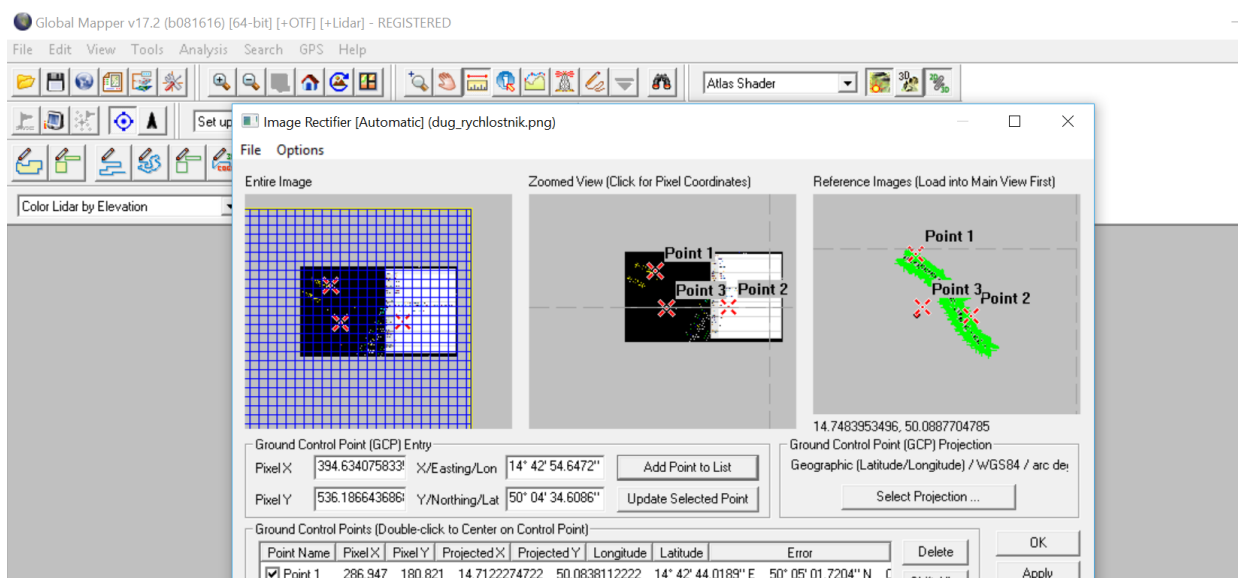 Global Mapper v17.2 (b081616) [64-bit] [+OTF] [+Lidar] - REGISTERED
File Edit View Tools Analysis Search GPS Help
Atlas Shader
Set up
Image Rectifier [Automatic] (dug_rychlostnik.png)
File Options
Color Lidar by Elevation
Entire Image
Zoomed View (Click for Pixel Coordinates)
Reference Images (Load into Main View First)
Point 1
Point 3
Point 2
Point 1
Point 3
Point 2
14.7483953496, 50.0887704785
Ground Control Point (GCP) Entry
Pixel X 394.634075833 X/Easting/Lon 14° 42' 54.6472" Add Point to List
Pixel Y 536.186643686 Y/Northing/Lat 50° 04' 34.6086" Update Selected Point
Ground Control Point (GCP) Projection
Geographic (Latitude/Longitude) / WGS84 / arc de
Select Projection ...
Ground Control Points (Double-click to Center on Control Point)
Point Name Pixel X Pixel Y Projected X Projected Y Longitude Latitude Error
Point 1 286.947 180.821 14.7122274722 50.0838112222 14° 42' 44.0189" E 50° 05' 01.7204" N
Delete
OK
Apply